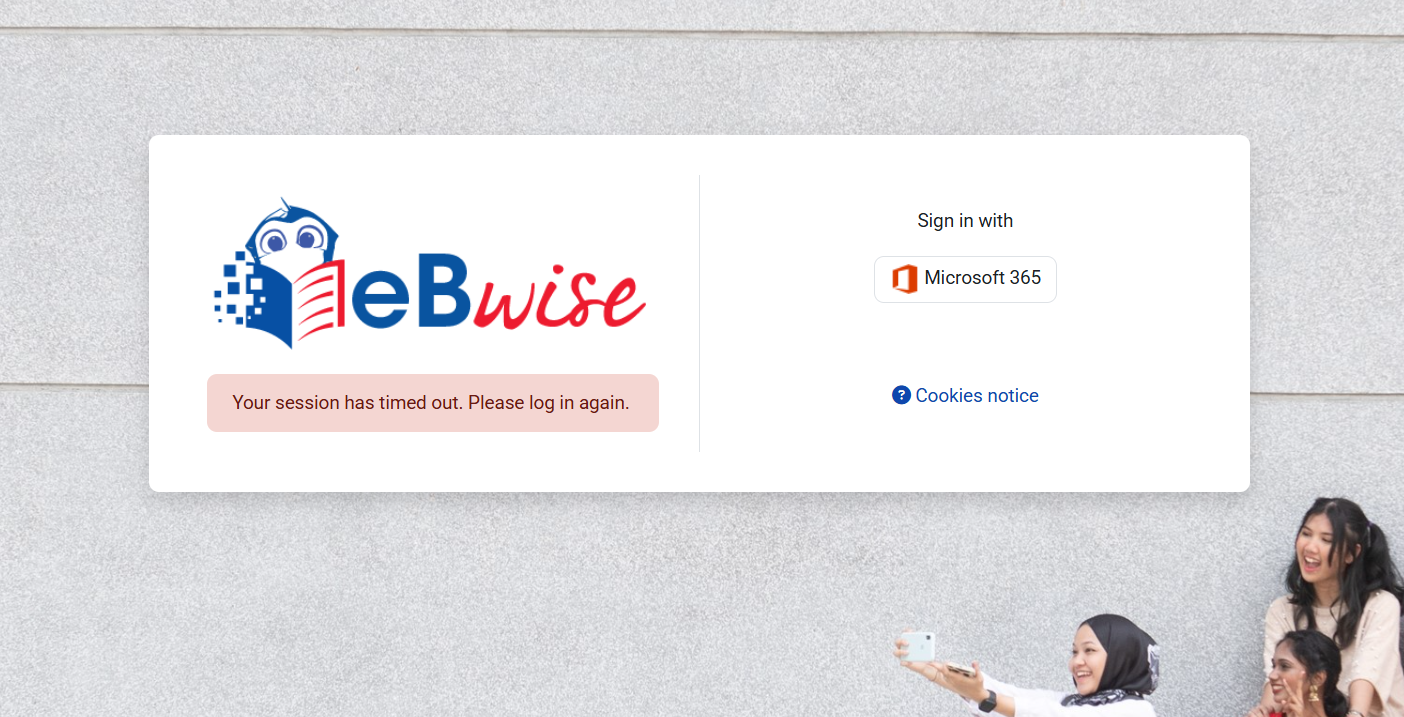 eBwise
Your session has timed out. Please log in again.
Sign in with
Microsoft 365
Cookies notice